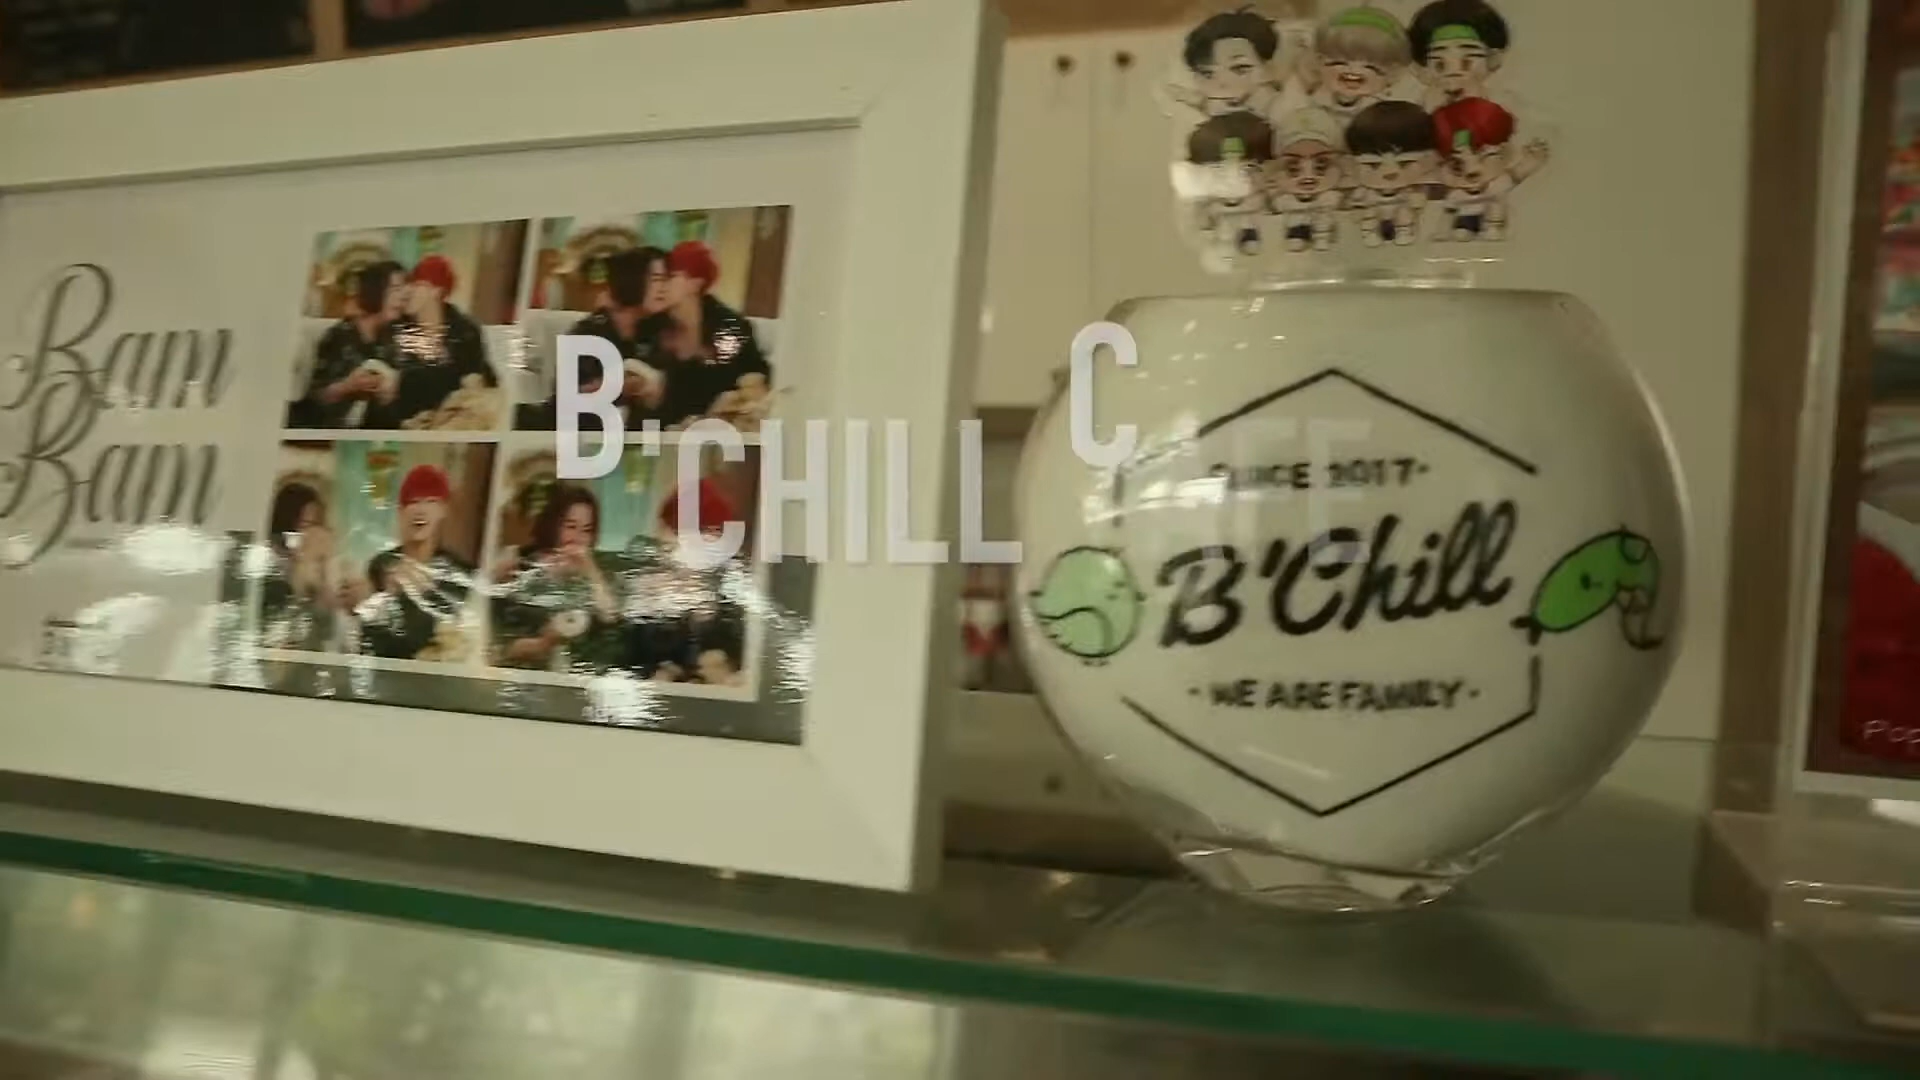 Bam
Bam
B'CHILL C
SINCE 2017-
B'Chill
- WE ARE FAMILY -